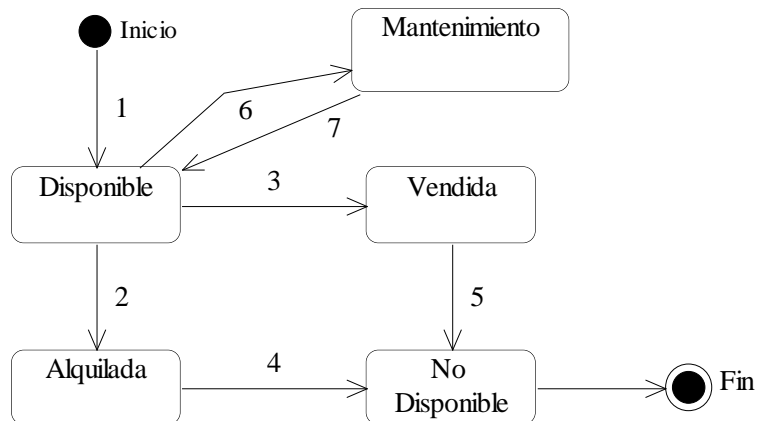 Inicio
Mantenimiento
1
6
7
Disponible
3
Vendida
2
5
Alquilada
4
No
Disponible
Fin